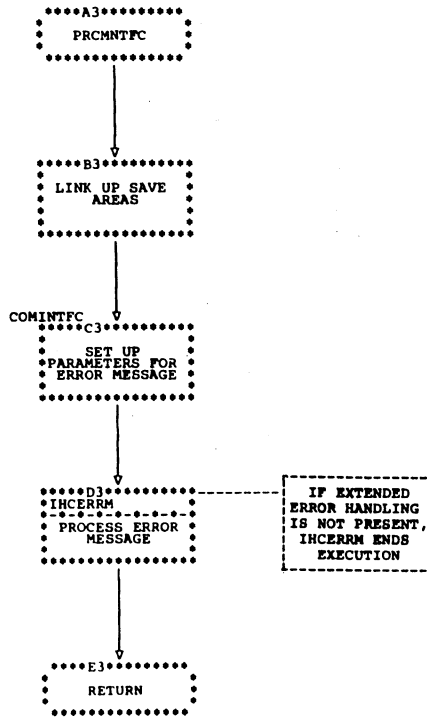 A3
PRCMNTFC
B3
LINK UP SAVE
AREAS
COMINTFC
C3
SET UP
PARAMETERS FOR
ERROR MESSAGE
D3
IHCERRM
PROCESS ERROR
MESSAGE
IF EXTENDED
ERROR HANDLING
IS NOT PRESENT,
IHCERRM ENDS
EXECUTION
E3
RETURN